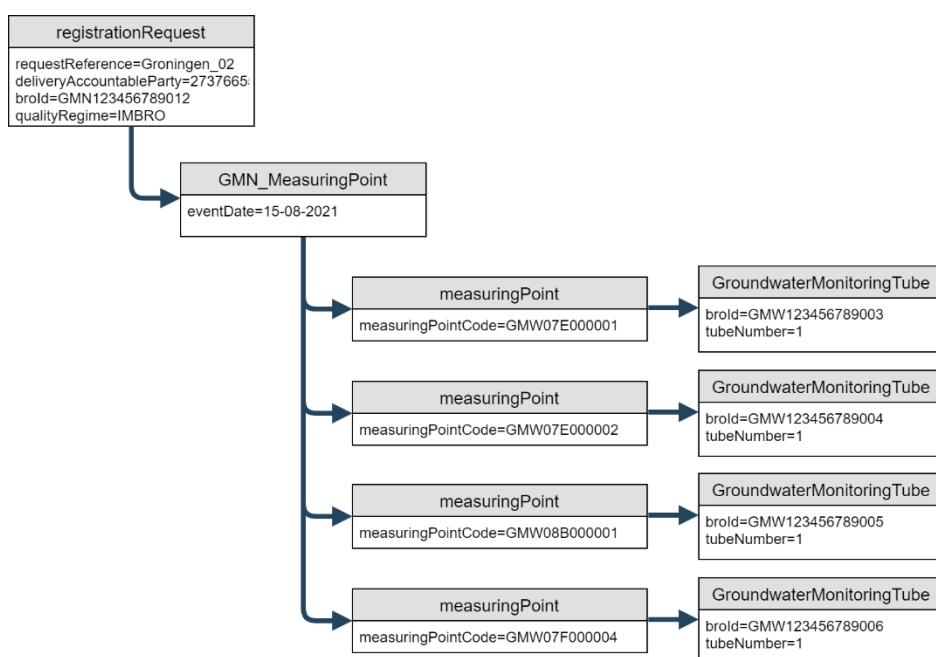 registrationRequest
requestReference=Groningen_02
deliveryAccountableParty=2737665
broId=GMN123456789012
qualityRegime=IMBRO
GMN_MeasuringPoint
eventDate=15-08-2021
measuringPoint
measuringPointCode=GMW07E000001
GroundwaterMonitoringTube
broId=GMW123456789003
tubeNumber=1
measuringPoint
measuringPointCode=GMW07E000002
GroundwaterMonitoringTube
broId=GMW123456789004
tubeNumber=1
measuringPoint
measuringPointCode=GMW08B000001
GroundwaterMonitoringTube
broId=GMW123456789005
tubeNumber=1
measuringPoint
measuringPointCode=GMW07F000004
GroundwaterMonitoringTube
broId=GMW123456789006
tubeNumber=1